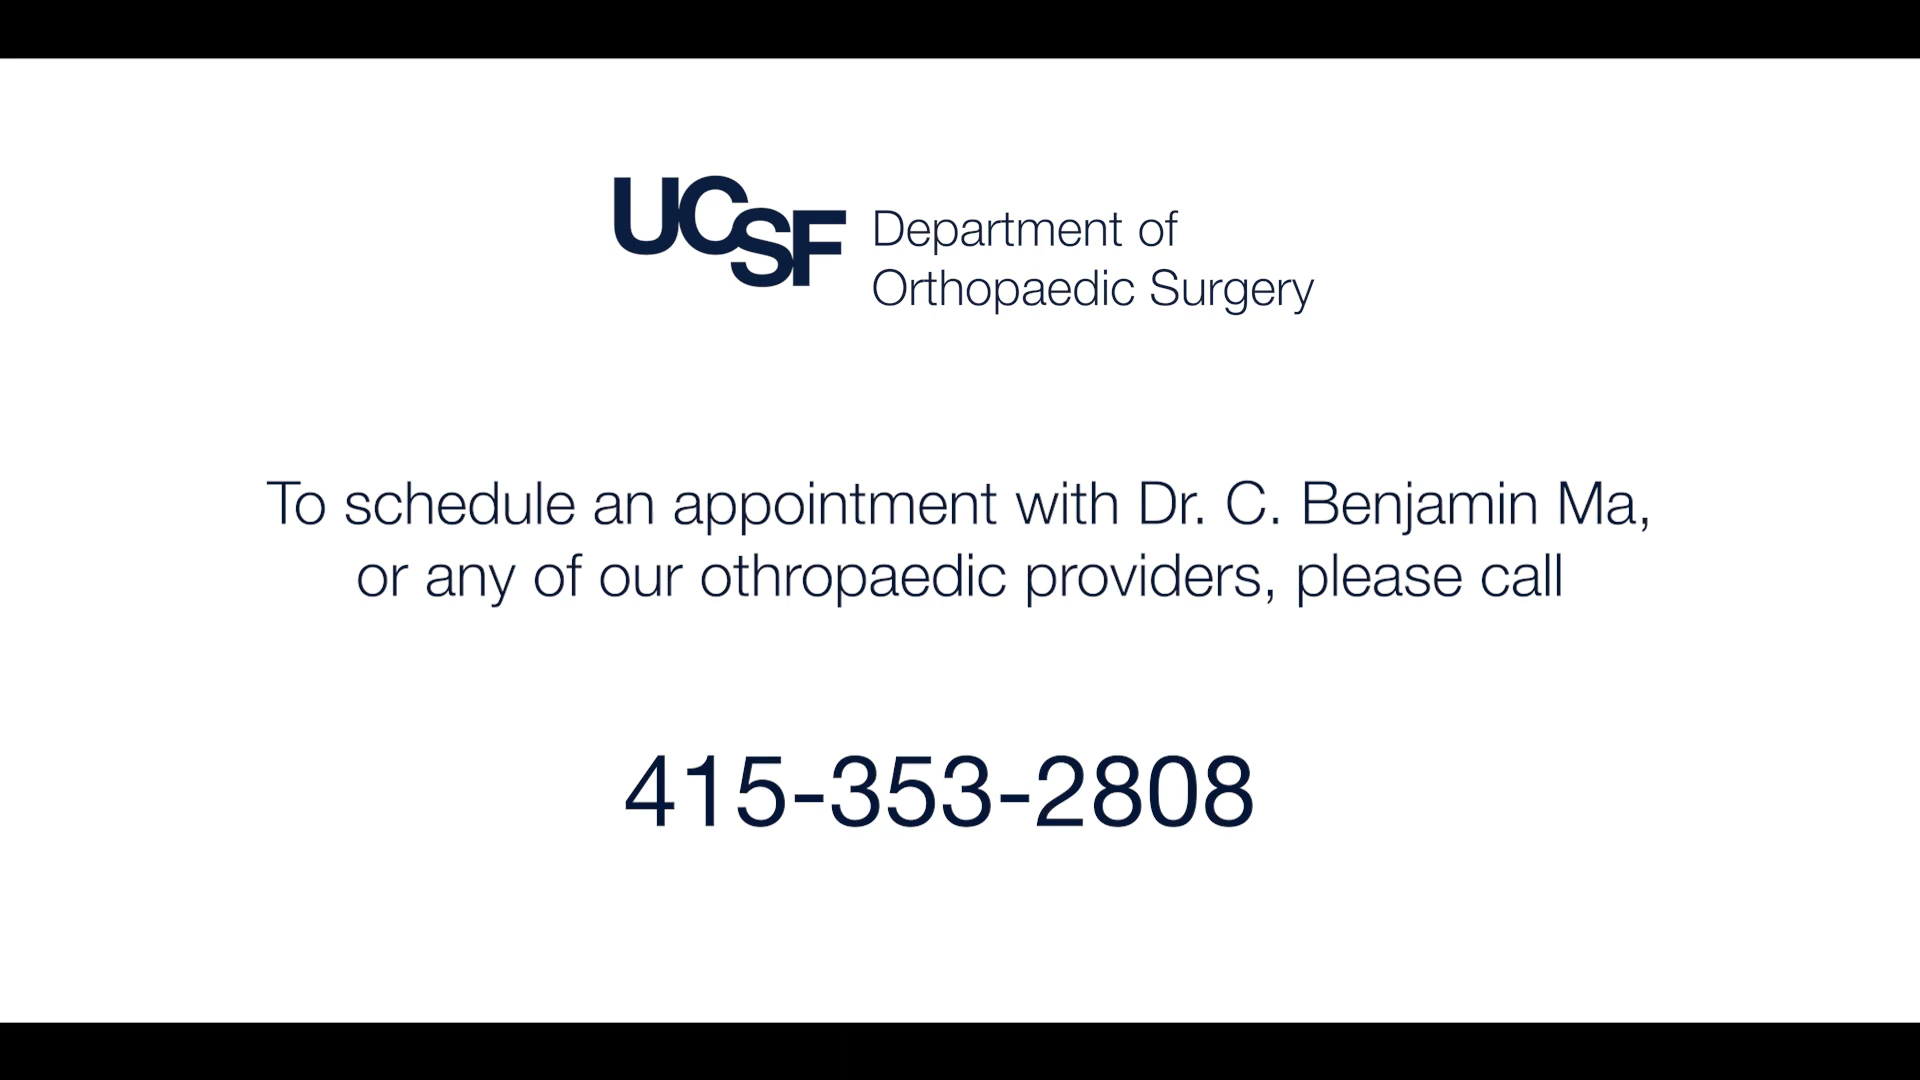 UCSF Department of
Orthopaedic Surgery
To schedule an appointment with Dr. C. Benjamin Ma,
or any of our othropaedic providers, please call
415-353-2808